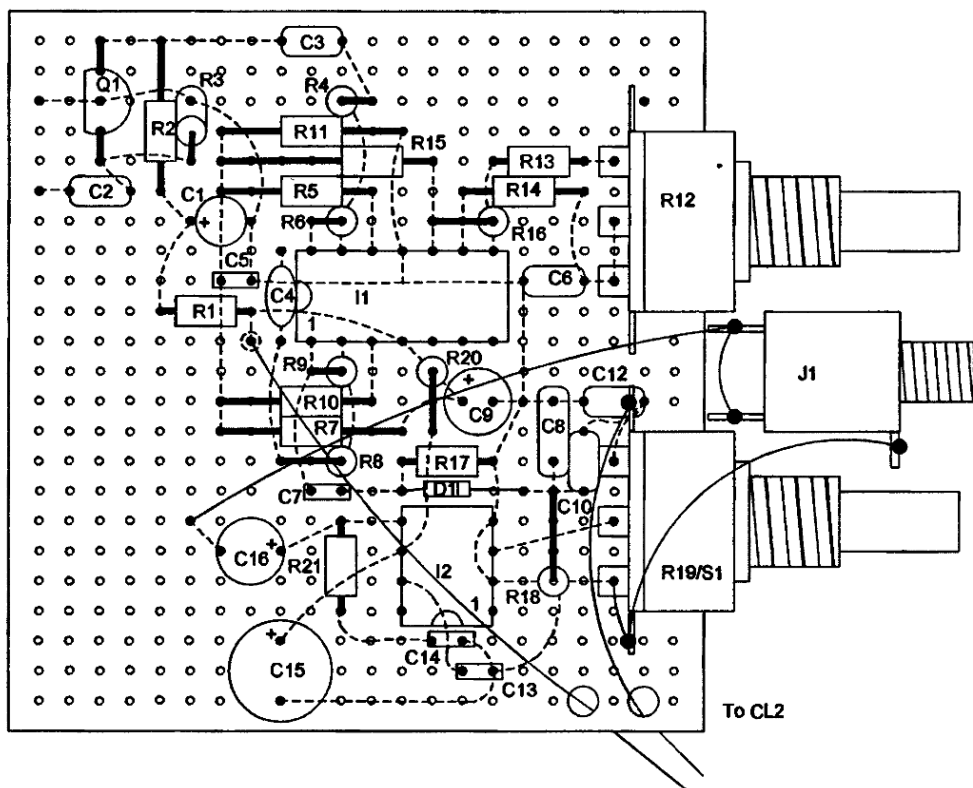 C3
Q1
R3
R4
R2
R11
R15
R13
R14
C2
C1
+
R5
R6
R16
R12
C5
C4
I1
C6
R1
1
R9
R20
+
C9
C12
J1
R10
C8
R7
R8
R17
C7
D1
C10
+
C16
R21
I2
R18
R19/S1
1
+
C15
C14
C13
To CL2